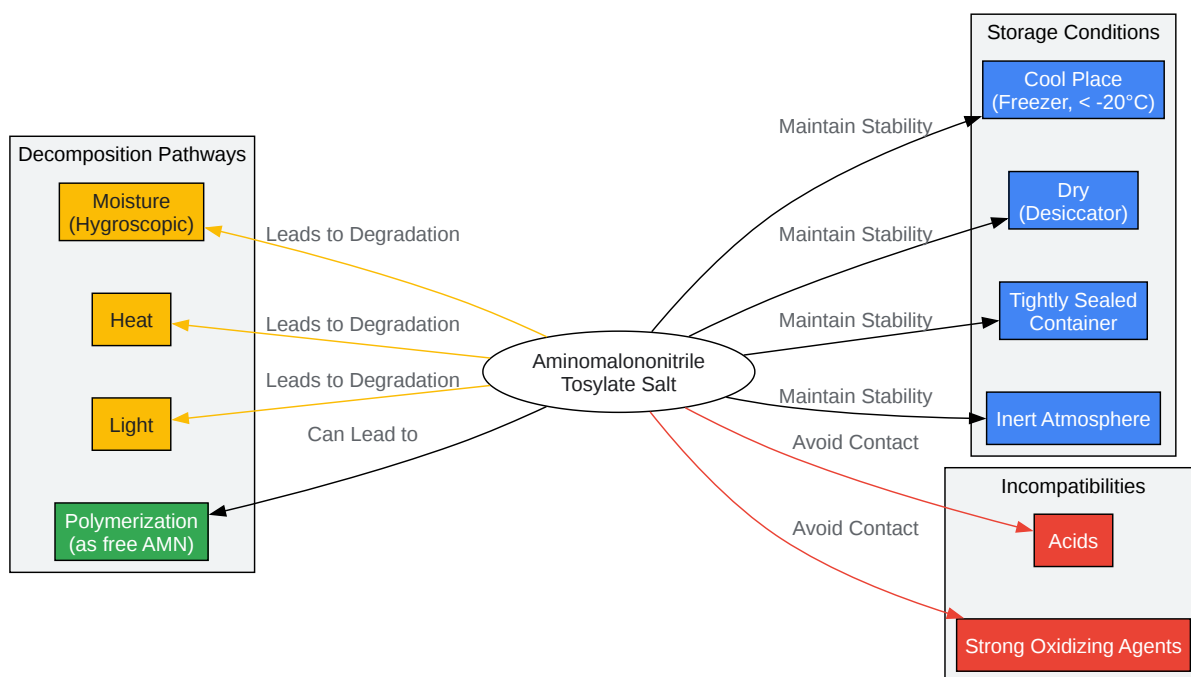 Decomposition Pathways
Moisture
(Hygroscopic)
Heat
Light
Polymerization
(as free AMN)
Leads to Degradation
Leads to Degradation
Leads to Degradation
Can Lead to
Aminomalononitrile
Tosylate Salt
Maintain Stability
Maintain Stability
Maintain Stability
Maintain Stability
Avoid Contact
Avoid Contact
Storage Conditions
Cool Place
(Freezer, < -20°C)
Dry
(Desiccator)
Tightly Sealed
Container
Inert Atmosphere
Incompatibilities
Acids
Strong Oxidizing Agents